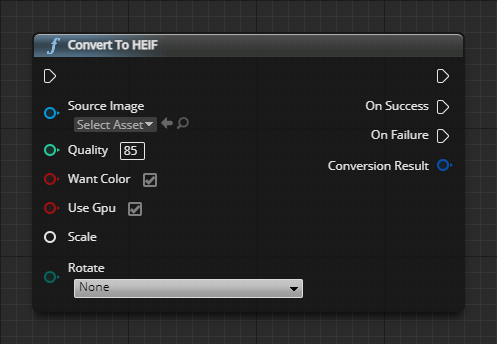 f Convert To HEIF
Source Image
On Success
Select Asset
On Failure
Quality 85
Conversion Result
Want Color
Use Gpu
Scale
Rotate
None